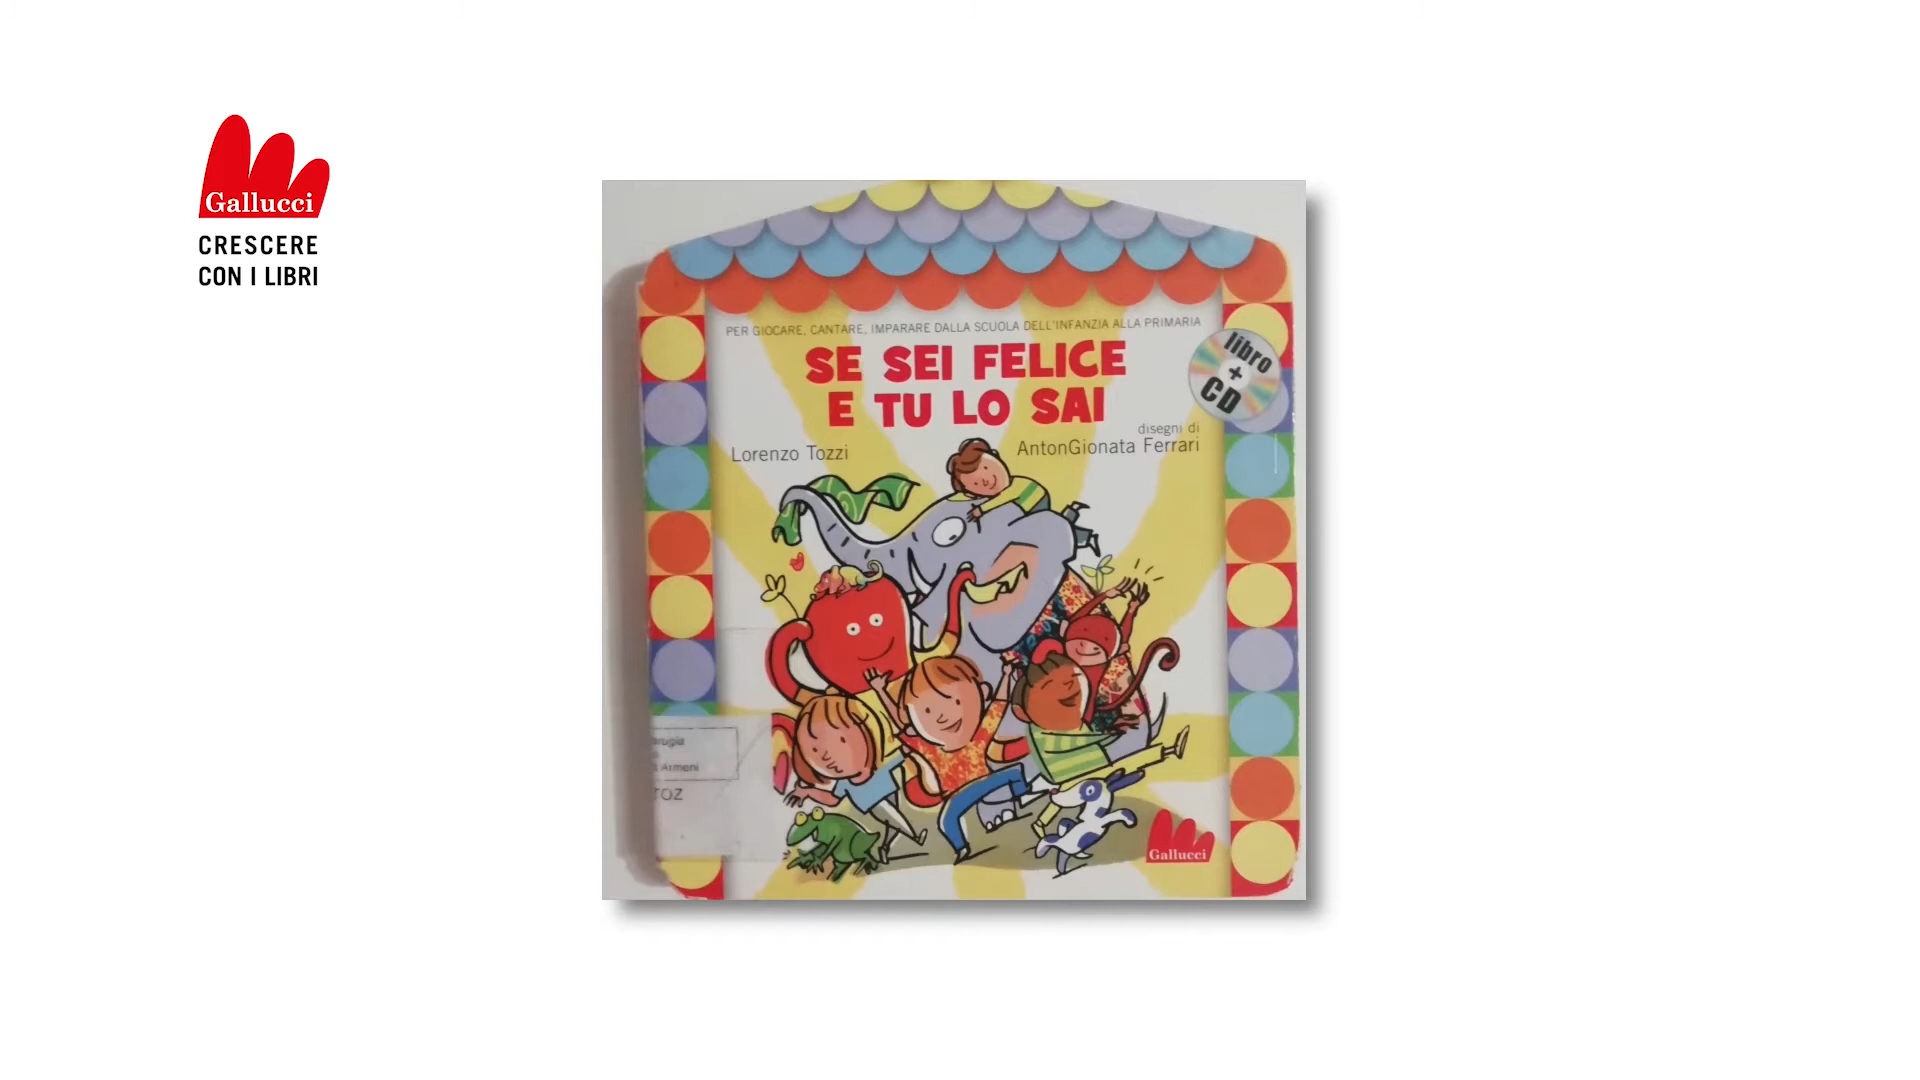 Gallucci
CRESCERE
CON I LIBRI
PER GIOCARE, CANTARE, IMPARARE DALLA SCUOLA DELL'INFANZIA ALLA PRIMARIA
SE SEI FELICE
E TU LO SAI
libro
+
CD
disegni di
Lorenzo Tozzi
AntonGionata Ferrari
Armeni
TOZ
Gallucci